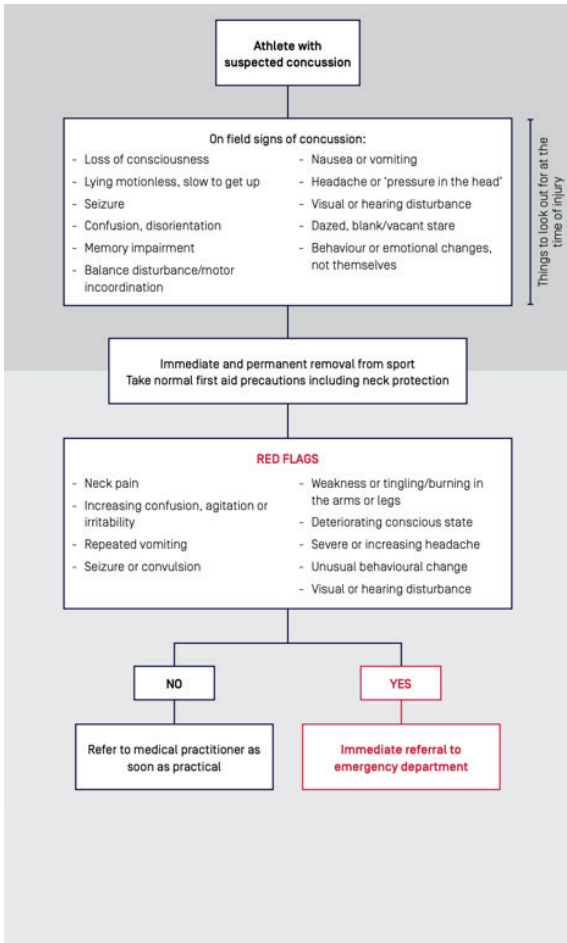 Athlete with
suspected concussion
On field signs of concussion:
- Loss of consciousness
- Lying motionless, slow to get up
- Seizure
- Confusion, disorientation
- Memory impairment
- Balance disturbance/motor
incoordination
- Nausea or vomiting
- Headache or ‘pressure in the head’
- Visual or hearing disturbance
- Dazed, blank/vacant stare
- Behaviour or emotional changes,
not themselves
Things to look out for at the
time of injury
Immediate and permanent removal from sport
Take normal first aid precautions including neck protection
RED FLAGS
- Neck pain
- Increasing confusion, agitation or
irritability
- Repeated vomiting
- Seizure or convulsion
- Weakness or tingling/burning in
the arms or legs
- Deteriorating conscious state
- Severe or increasing headache
- Unusual behavioural change
- Visual or hearing disturbance
NO
YES
Refer to medical practitioner as
soon as practical
Immediate referral to
emergency department